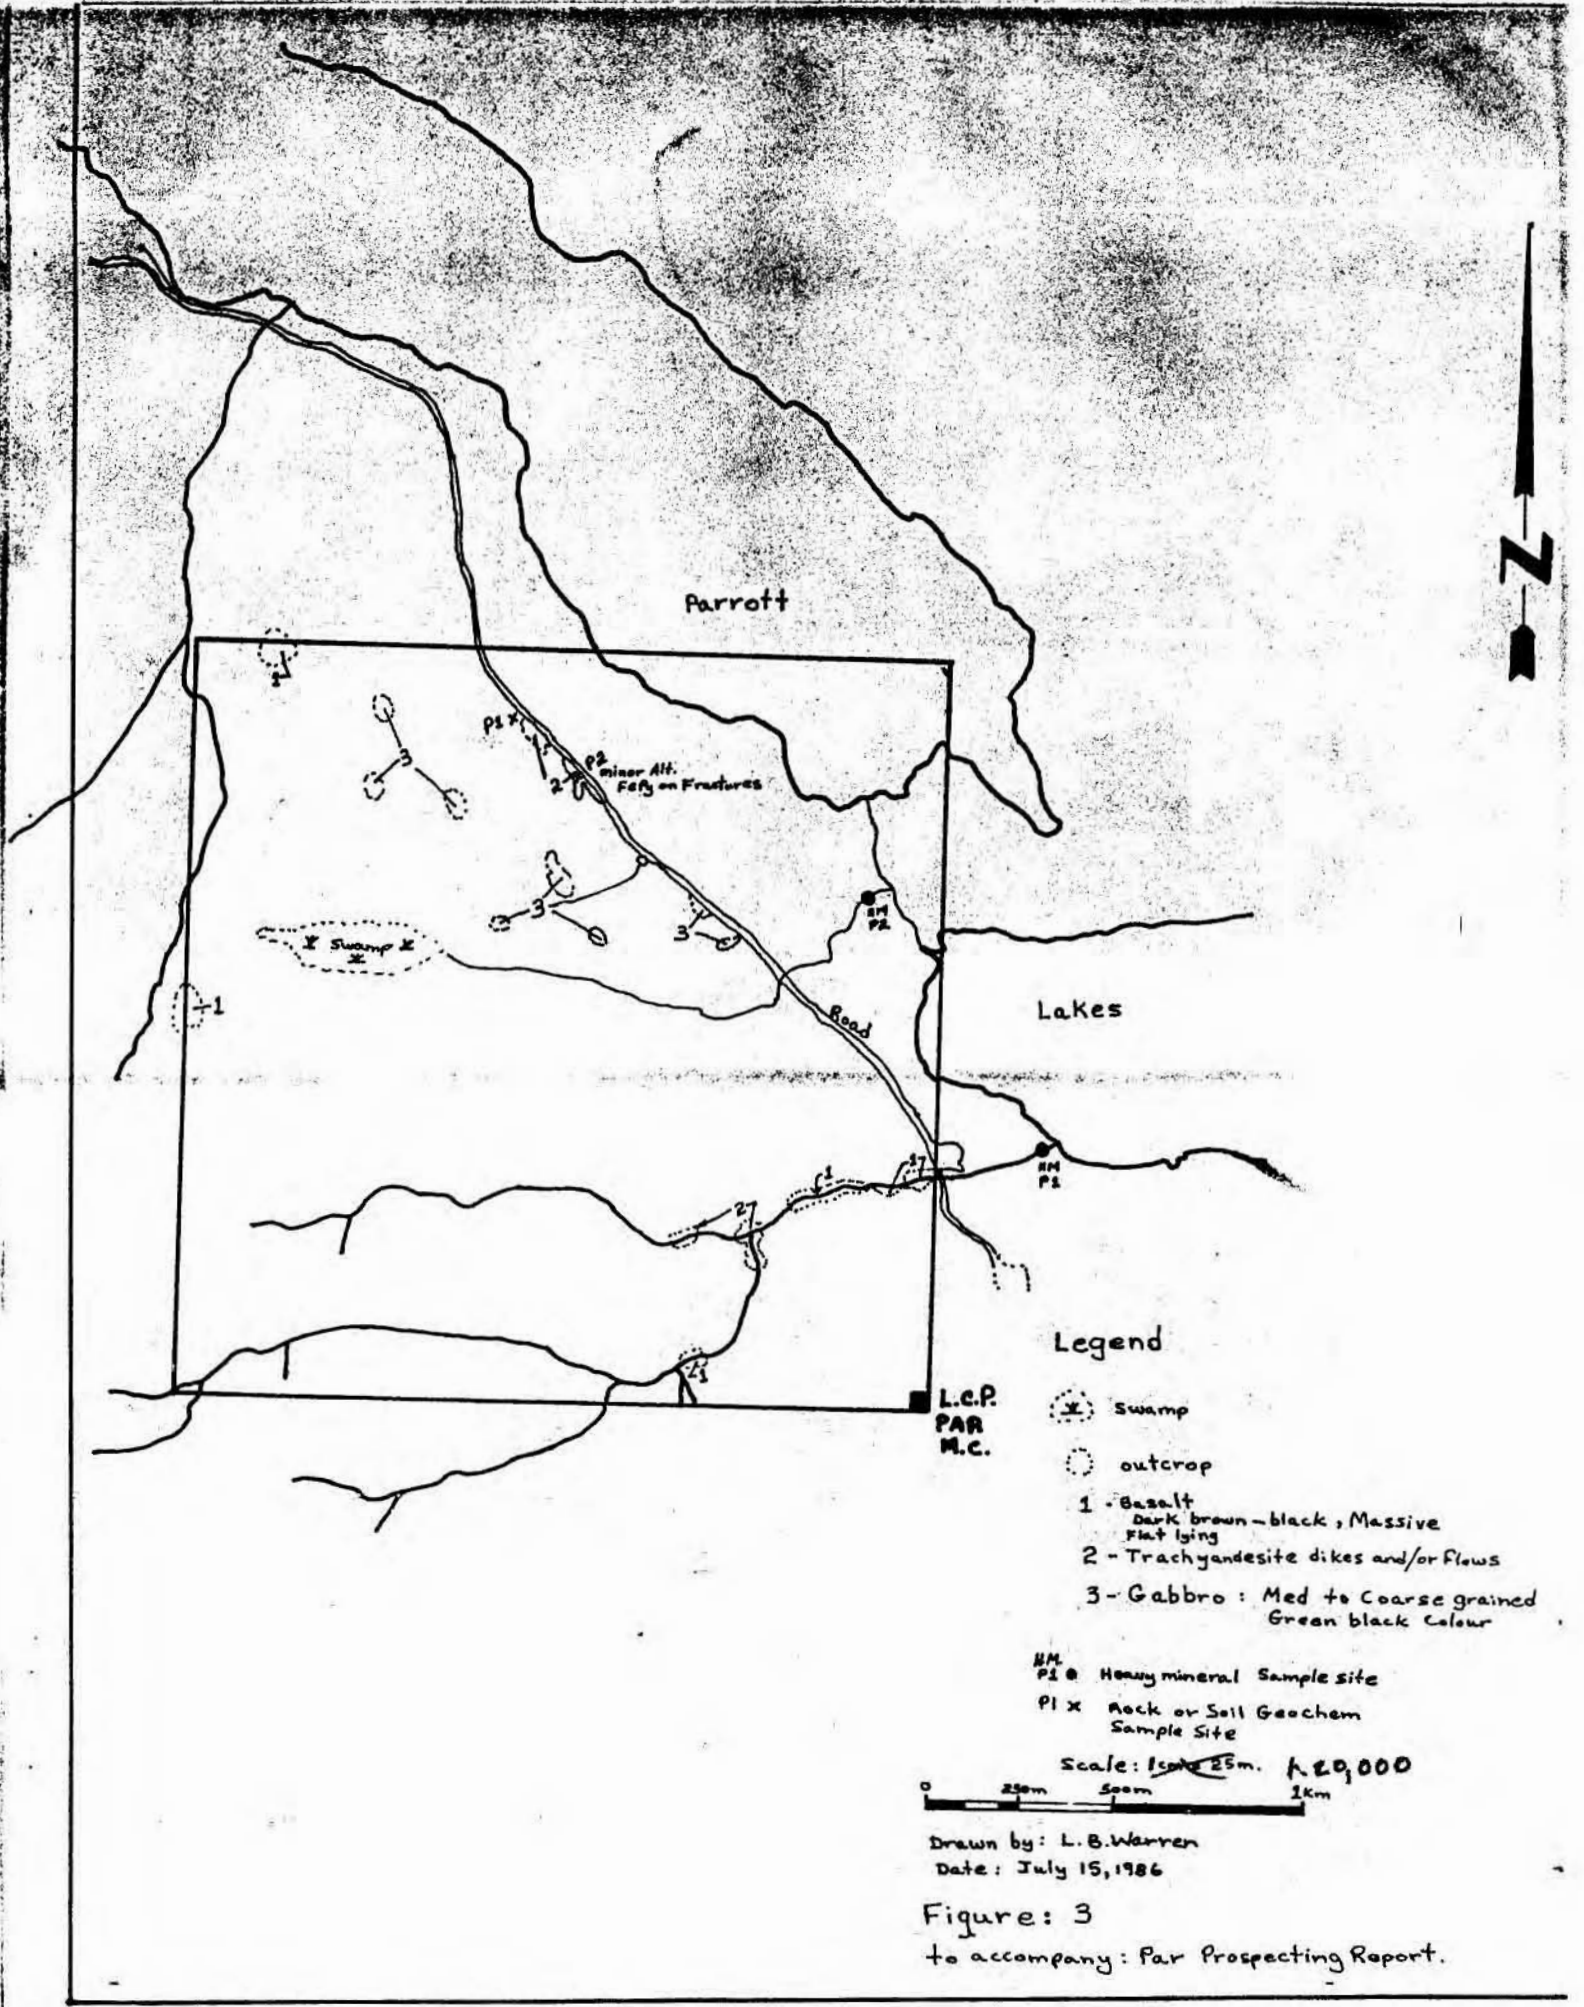 N
Parrott
1
P1 x
3
2
P2
minor Alt.
FePy on Fractures
3
3
Swamp
HM
P2
1
Road
Lakes
1
1
HM
P1
2
1
L.C.P.
PAR
M.C.
Legend
Swamp
outcrop
1 - Basalt
Dark brown-black, Massive
Flat lying
2 - Trachyandesite dikes and/or flows
3 - Gabbro : Med to Coarse grained
Green black Colour
HM
P1 Heavy mineral Sample site
P1 x Rock or Soil Geochem
Sample Site
Scale: 25m. 20,000
0 250m 500m 1Km
Drawn by: L.B.Warren
Date: July 15, 1986
Figure: 3
to accompany: Par Prospecting Report.